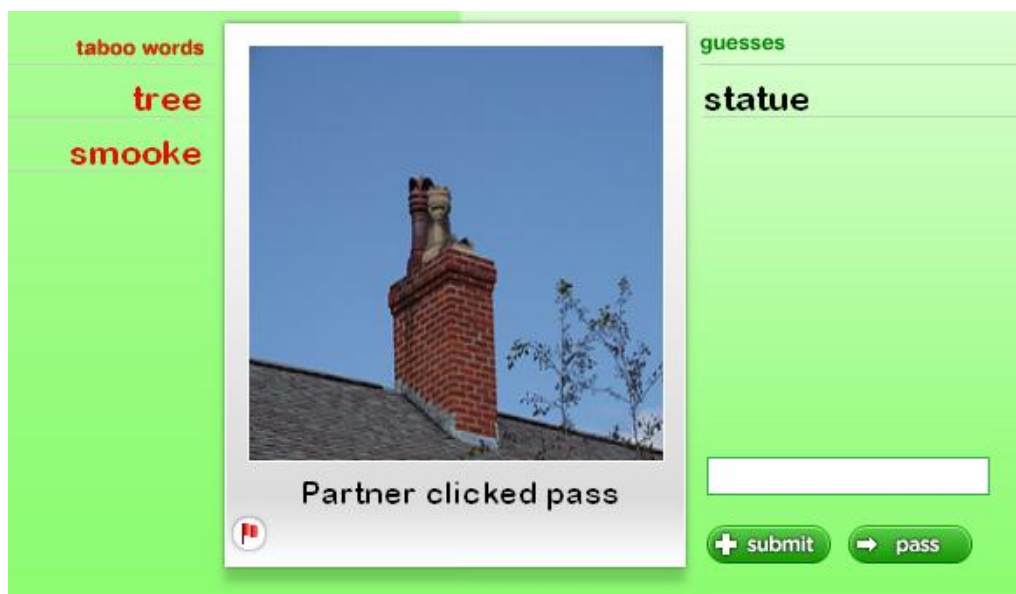 taboo words
tree
smooke
guesses
statue
Partner clicked pass
submit
pass